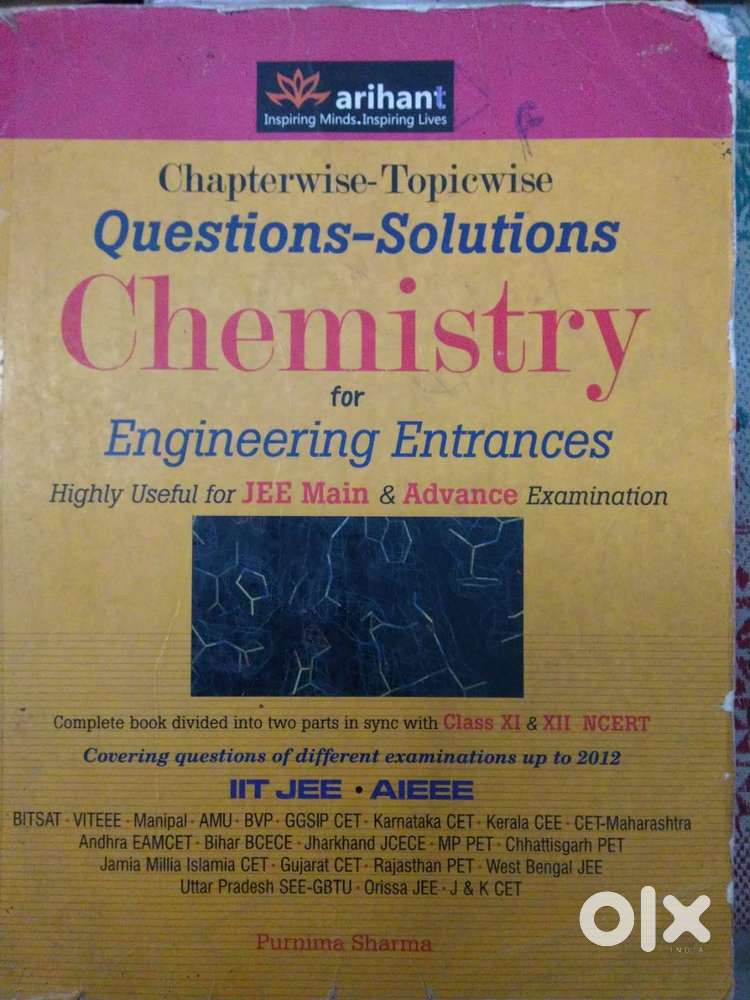 arihant
Inspiring Minds.Inspiring Lives
Chapterwise-Topicwise
Questions-Solutions
Chemistry
for
Engineering Entrances
Highly Useful for JEE Main & Advance Examination
Complete book divided into two parts in sync with Class XI & XII NCERT
Covering questions of different examinations up to 2012
IIT JEE • AIEEE
BITSAT • VITEEE • Manipal • AMU • BVP • GGSIP CET • Karnataka CET • Kerala CEE • CET-Maharashtra
Andhra EAMCET • Bihar BCECE • Jharkhand JCECE • MP PET • Chhattisgarh PET
Jamia Millia Islamia CET • Gujarat CET • Rajasthan PET • West Bengal JEE
Uttar Pradesh SEE-GBTU • Orissa JEE • J & K CET
Purnima Sharma
olx
INDIA